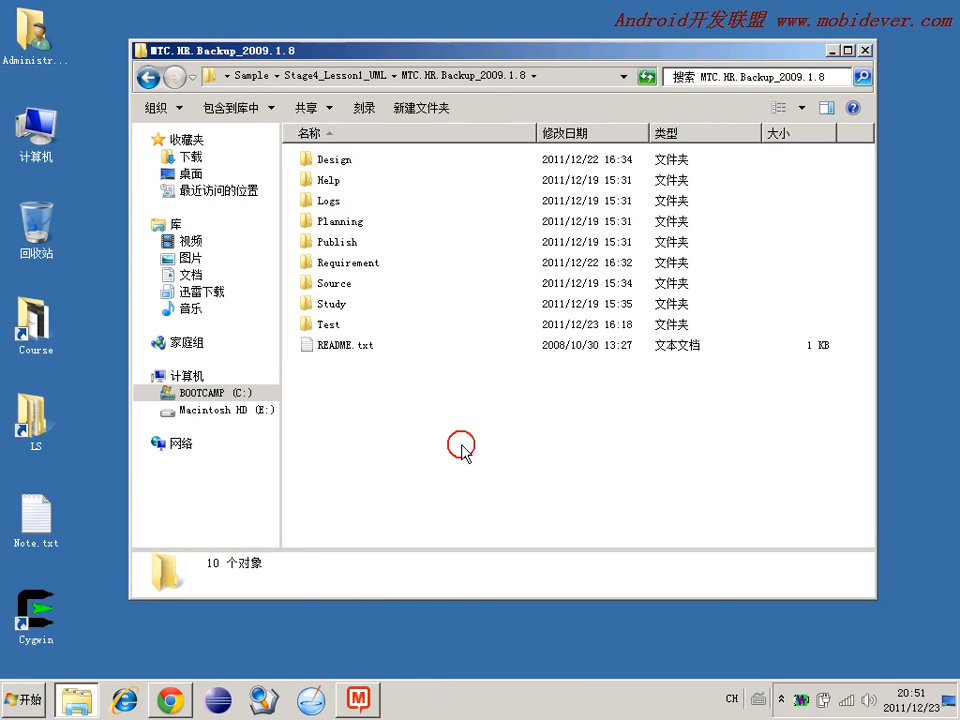 Android开发联盟 www.mobidever.com
Administr...
计算机
回收站
Course
LS
Note.txt
Cygwin
MTC.HR.Backup_2009.1.8
Sample
Stage4_Lesson1_UML
MTC.HR.Backup_2009.1.8
搜索 MTC.HR.Backup_2009.1.8
组织
包含到库中
共享
刻录
新建文件夹
收藏夹
下载
桌面
最近访问的位置
库
视频
图片
文档
迅雷下载
音乐
家庭组
计算机
BOOTCAMP (C:)
Macintosh HD (E:)
网络
名称 修改日期 类型 大小
Design 2011/12/22 16:34 文件夹
Help 2011/12/19 15:31 文件夹
Logs 2011/12/19 15:31 文件夹
Planning 2011/12/19 15:31 文件夹
Publish 2011/12/19 15:31 文件夹
Requirement 2011/12/22 16:32 文件夹
Source 2011/12/19 15:34 文件夹
Study 2011/12/19 15:35 文件夹
Test 2011/12/23 16:18 文件夹
README.txt 2008/10/30 13:27 文本文档 1 KB
10 个对象
开始
CH
20:51
2011/12/23